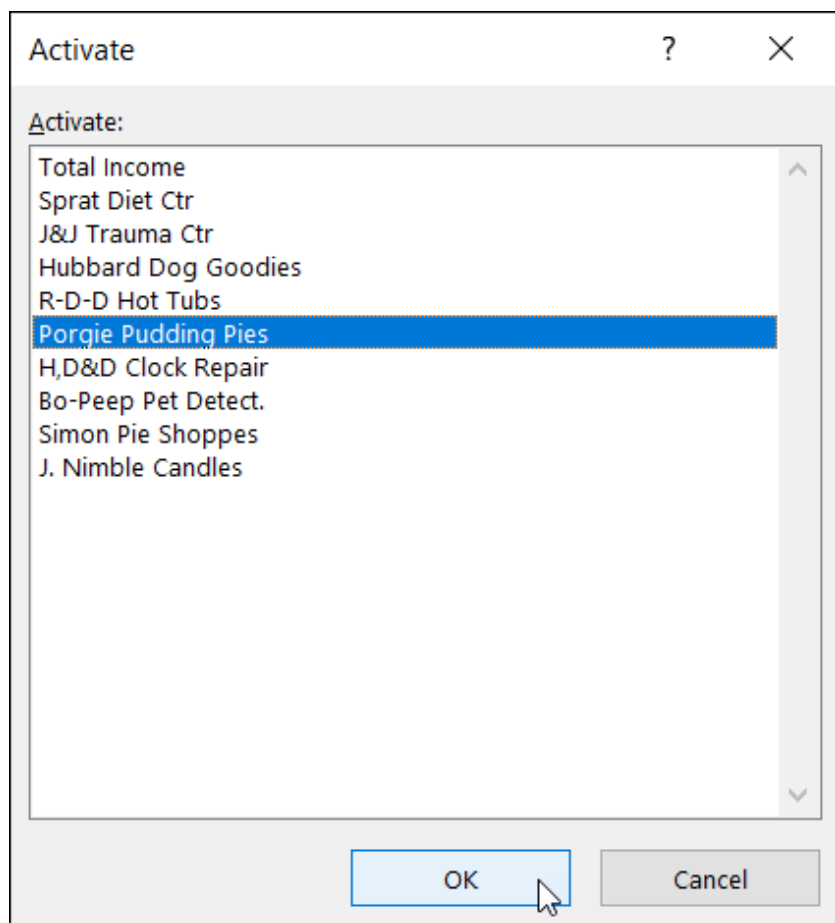 Activate ?
Activate:
Total Income
Sprat Diet Ctr
J&J Trauma Ctr
Hubbard Dog Goodies
R-D-D Hot Tubs
Porgie Pudding Pies
H,D&D Clock Repair
Bo-Peep Pet Detect.
Simon Pie Shoppes
J. Nimble Candles
OK Cancel